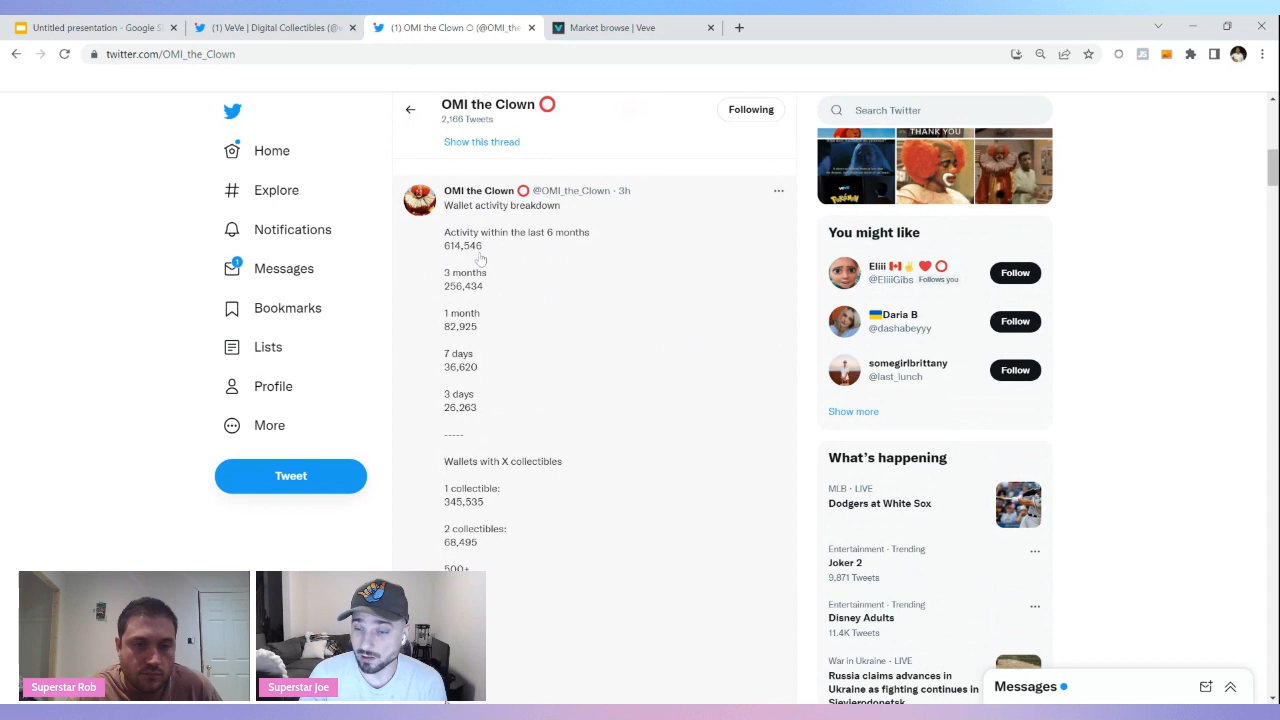 Untitled presentation - Google Sl
(1) VeVe | Digital Collectibles (@v
(1) OMI the Clown ⭕ (@OMI_the
Market browse | Veve
twitter.com/OMI_the_Clown
OMI the Clown ⭕
2,166 Tweets
Following
Search Twitter
Show this thread
Home
Explore
Notifications
1
Messages
Bookmarks
Lists
Profile
More
Tweet
OMI the Clown ⭕ @OMI_the_Clown · 3h
Wallet activity breakdown
Activity within the last 6 months
614,546
3 months
256,434
1 month
82,925
7 days
36,620
3 days
26,263
-----
Wallets with X collectibles
1 collectible:
345,535
2 collectibles:
68,495
500+
THANK YOU
VEVE
POKÉMON
You might like
Eliii 🇨🇦✌️❤️⭕
@EliiiGibs Follows you
Follow
🇺🇦Daria B
@dashabeyyy
Follow
somegirlbrittany
@last_lunch
Follow
Show more
What's happening
MLB · LIVE
Dodgers at White Sox
Entertainment · Trending
Joker 2
9,871 Tweets
Entertainment · Trending
Disney Adults
11.4K Tweets
War in Ukraine · LIVE
Russia claims advances in
Ukraine as fighting continues in
Slevierodonetsk
Messages
Superstar Rob
Superstar Joe